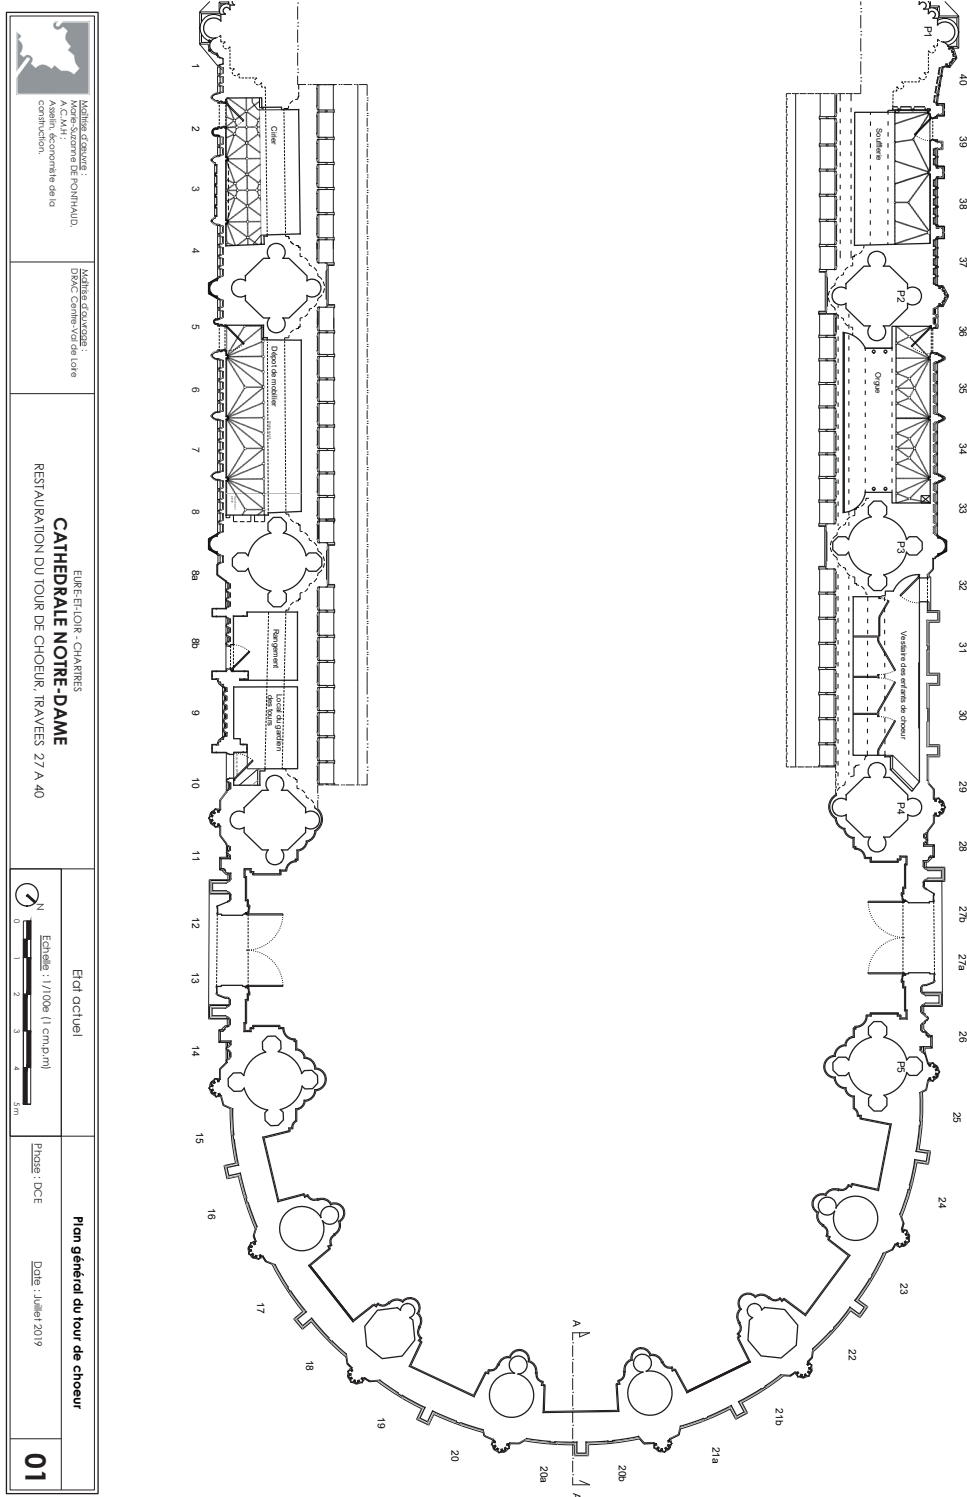 Maîtrise d'œuvre :
Marie-Suzanne DE PONTHAUD,
A.C.M.H ;
Asselin, économiste de la
construction.
Maîtrise d'ouvrage :
DRAC Centre-Val de Loire
EURE-ET-LOIR - CHARTRES
CATHEDRALE NOTRE-DAME
RESTAURATION DU TOUR DE CHOEUR, TRAVEES 27 A 40
Etat actuel
N
Echelle : 1/100e (1 cm.p.m)
0 1 2 3 4 5 m
Plan général du tour de choeur
Phase : DCE
Date : Juillet 2019
01
1
2
3
4
5
6
7
8
8a
8b
9
10
11
12
13
14
15
16
17
18
19
20
20a
20b
21a
21b
22
23
24
25
26
27a
27b
28
29
30
31
32
33
34
35
36
37
38
39
40
Cirier
Dépot de mobilier
Rangement
Local du gardien
des tours
Soufflerie
Orgue
Vestiaire des enfants de choeur
P1
P2
P3
P4
P5
A
A